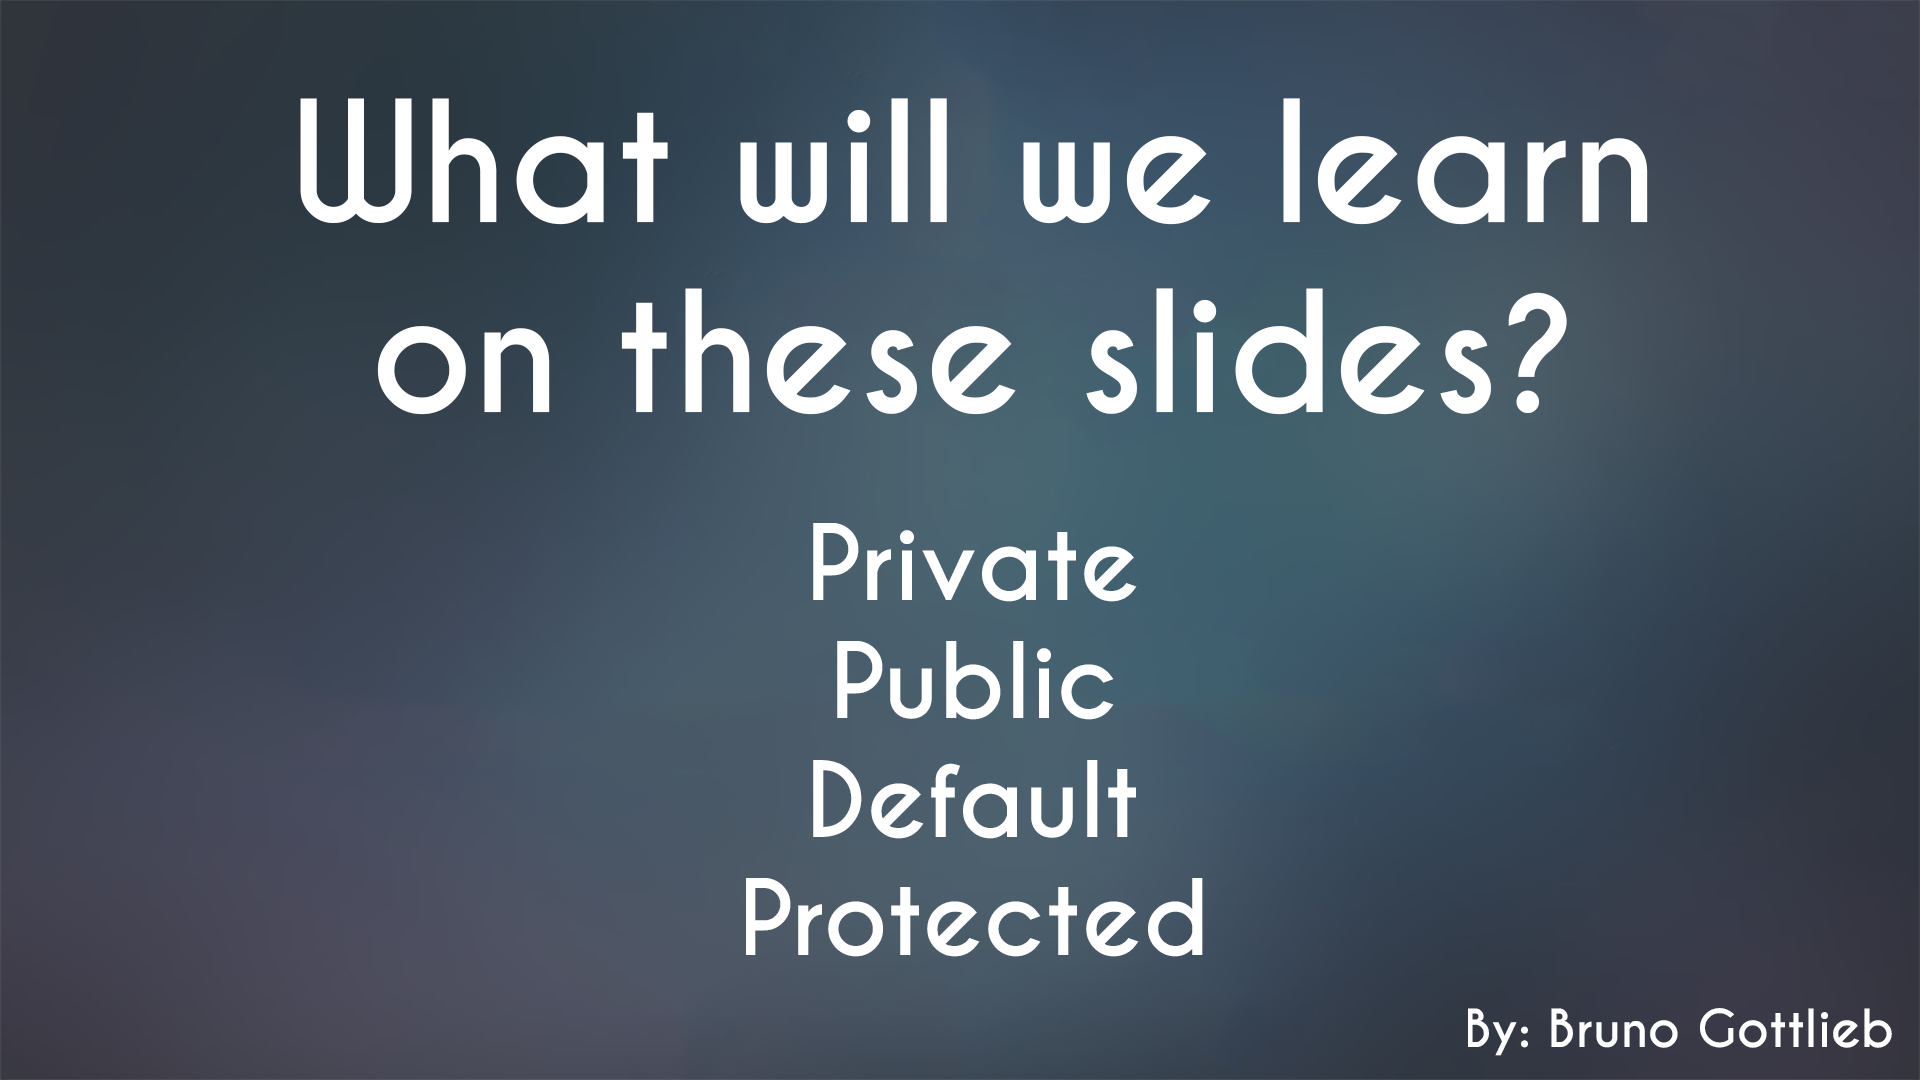 What will we learn
on these slides?
Private
Public
Default
Protected
By: Bruno Gottlieb